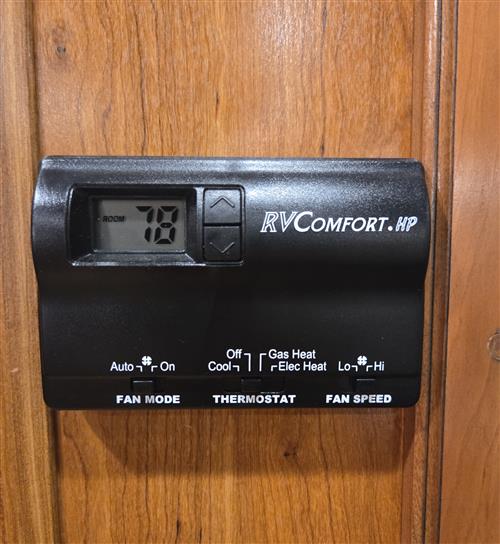 ROOM 78
RVCOMFORT.HP
Off Gas Heat
Auto On Cool Elec Heat Lo Hi
FAN MODE THERMOSTAT FAN SPEED